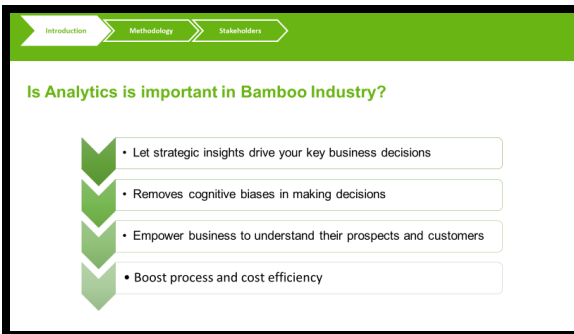 Introduction
Methodology
Stakeholders
Is Analytics is important in Bamboo Industry?
• Let strategic insights drive your key business decisions
• Removes cognitive biases in making decisions
• Empower business to understand their prospects and customers
• Boost process and cost efficiency